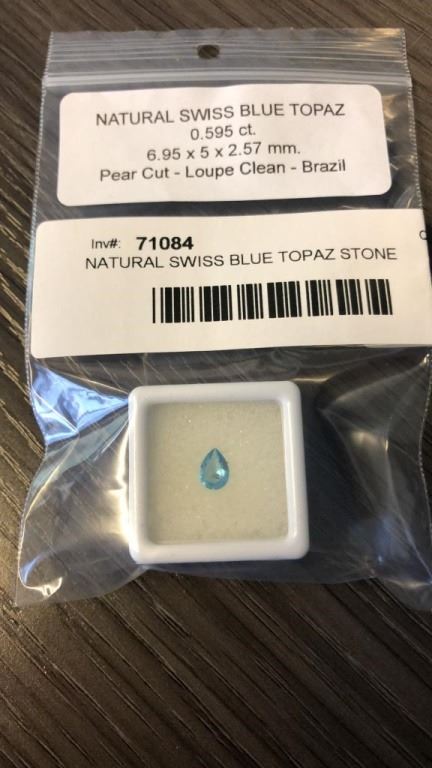 NATURAL SWISS BLUE TOPAZ
0.595 ct.
6.95 x 5 x 2.57 mm.
Pear Cut - Loupe Clean - Brazil
Inv#: 71084
NATURAL SWISS BLUE TOPAZ STONE